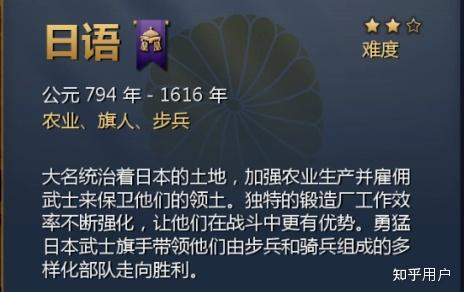 日语
难度
公元 794 年 - 1616 年
农业、旗人、步兵
大名统治着日本的土地，加强农业生产并雇佣
武士来保卫他们的领土。独特的锻造厂工作效
率不断强化，让他们在战斗中更有优势。勇猛
日本武士旗手带领他们由步兵和骑兵组成的多
样化部队走向胜利。
知乎用户